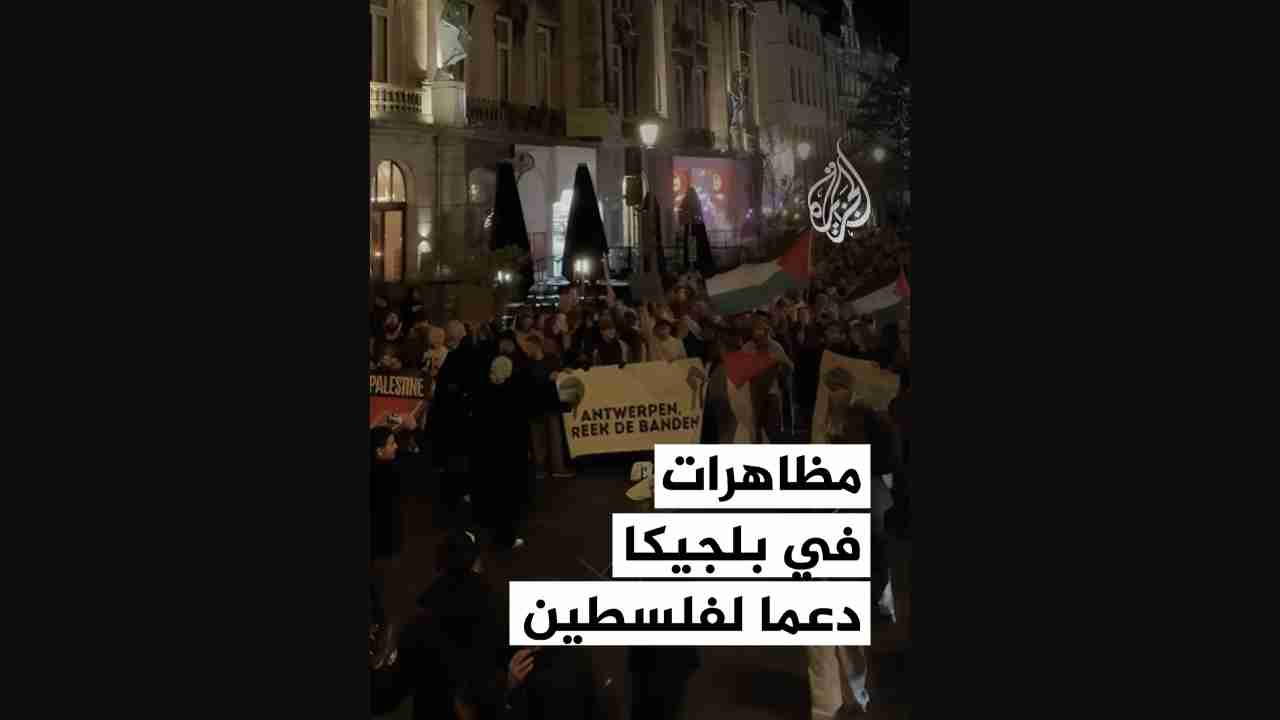 الجزيرة
PALESTINE
ANTWERPEN,
REEK DE BANDEN
مظاهرات
في بلجيكا
دعما لفلسطين